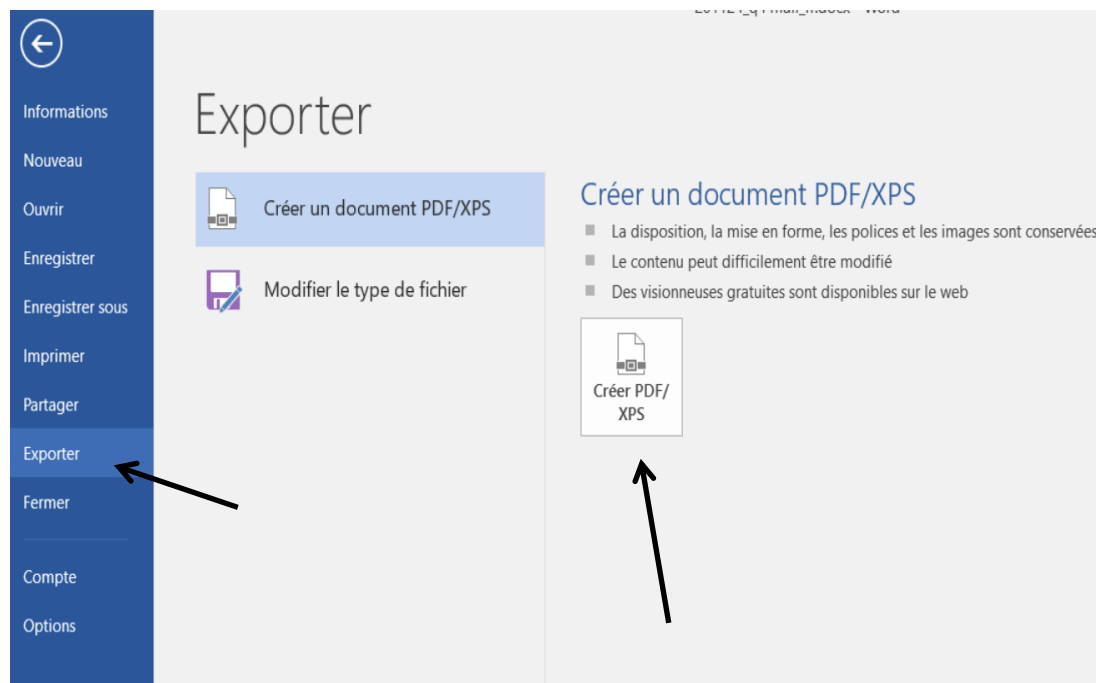 Word
Informations
Nouveau
Ouvrir
Enregistrer
Enregistrer sous
Imprimer
Partager
Exporter
Fermer
Compte
Options
Exporter
Créer un document PDF/XPS
Modifier le type de fichier
Créer un document PDF/XPS
La disposition, la mise en forme, les polices et les images sont conservées
Le contenu peut difficilement être modifié
Des visionneuses gratuites sont disponibles sur le web
Créer PDF/
XPS